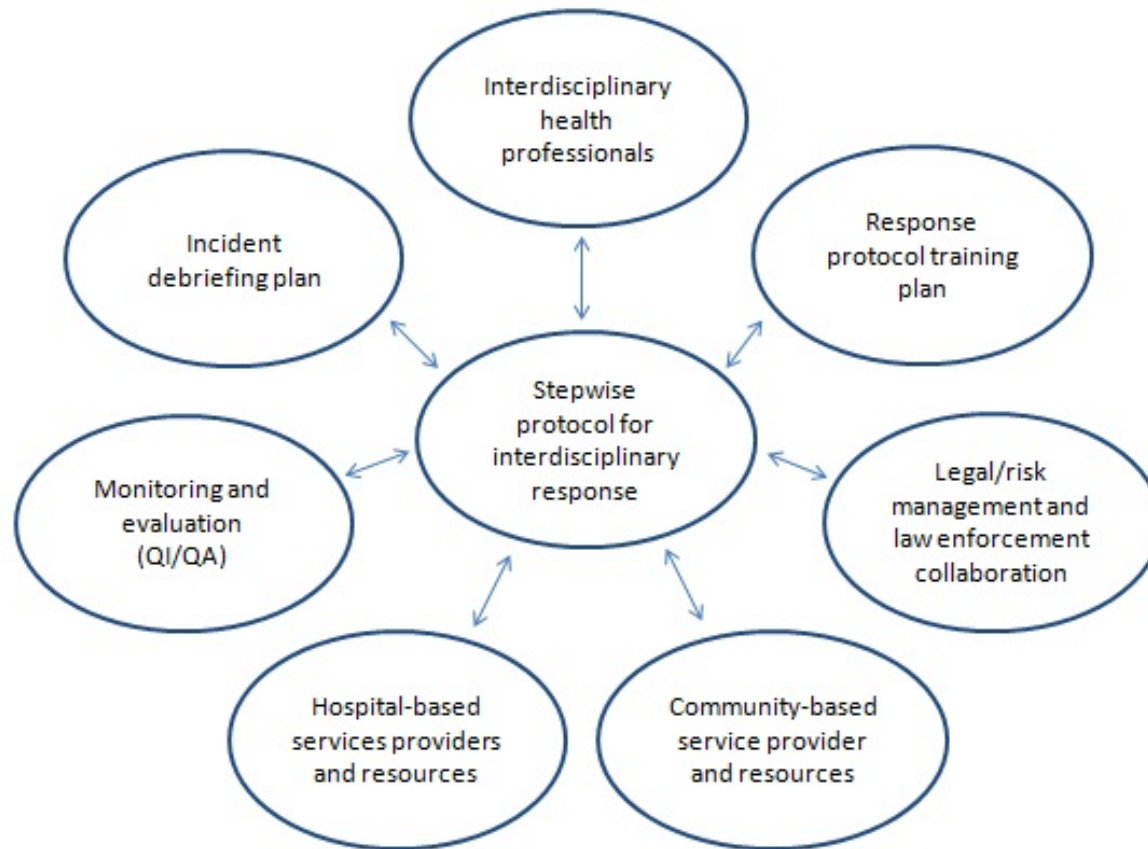 Interdisciplinary
health
professionals
Incident
debriefing plan
Response
protocol training
plan
Stepwise
protocol for
interdisciplinary
response
Monitoring and
evaluation
(QI/QA)
Legal/risk
management and
law enforcement
collaboration
Hospital-based
services providers
and resources
Community-based
service provider
and resources